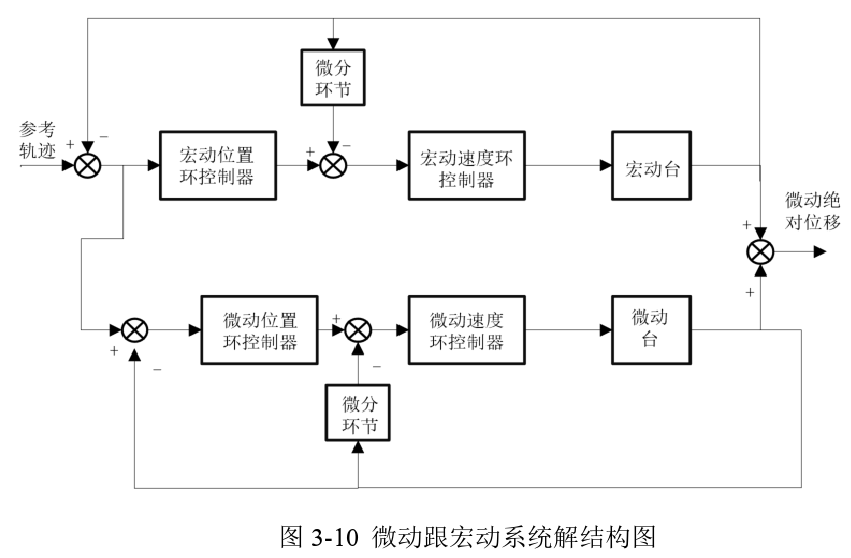 微分
环节
参考
轨迹
+
−
宏动位置
环控制器
+
−
宏动速度环
控制器
宏动台
微动绝
对位移
+
+
微动位置
环控制器
+
−
微动速度
环控制器
微动
台
+
−
微分
环节
图 3-10 微动跟宏动系统解结构图